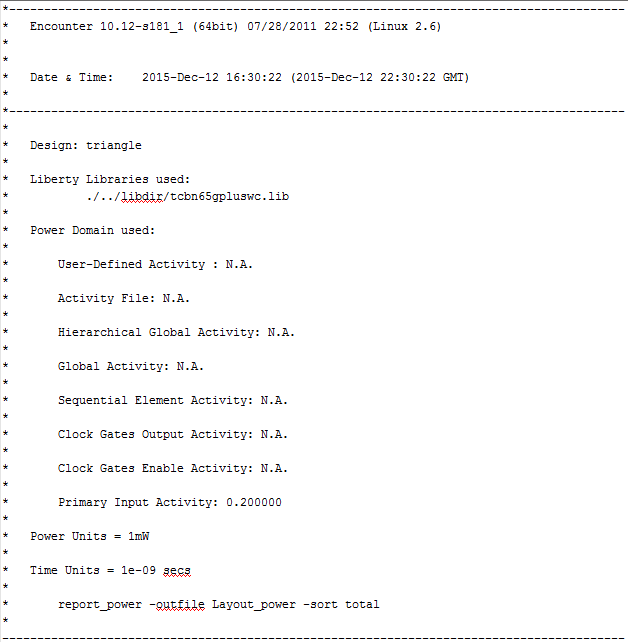 *----------------------------------------------------------------------------------------
*   Encounter 10.12-s181_1 (64bit) 07/28/2011 22:52 (Linux 2.6)
*
*
*   Date & Time:    2015-Dec-12 16:30:22 (2015-Dec-12 22:30:22 GMT)
*
*----------------------------------------------------------------------------------------
*
*   Design: triangle
*
*   Liberty Libraries used:
*           ./../libdir/tcbn65gpluswc.lib
*
*   Power Domain used:
*
*       User-Defined Activity : N.A.
*
*       Activity File: N.A.
*
*       Hierarchical Global Activity: N.A.
*
*       Global Activity: N.A.
*
*       Sequential Element Activity: N.A.
*
*       Clock Gates Output Activity: N.A.
*
*       Clock Gates Enable Activity: N.A.
*
*       Primary Input Activity: 0.200000
*
*   Power Units = 1mW
*
*   Time Units = 1e-09 secs
*
*       report_power -outfile Layout_power -sort total
*
-----------------------------------------------------------------------------------------